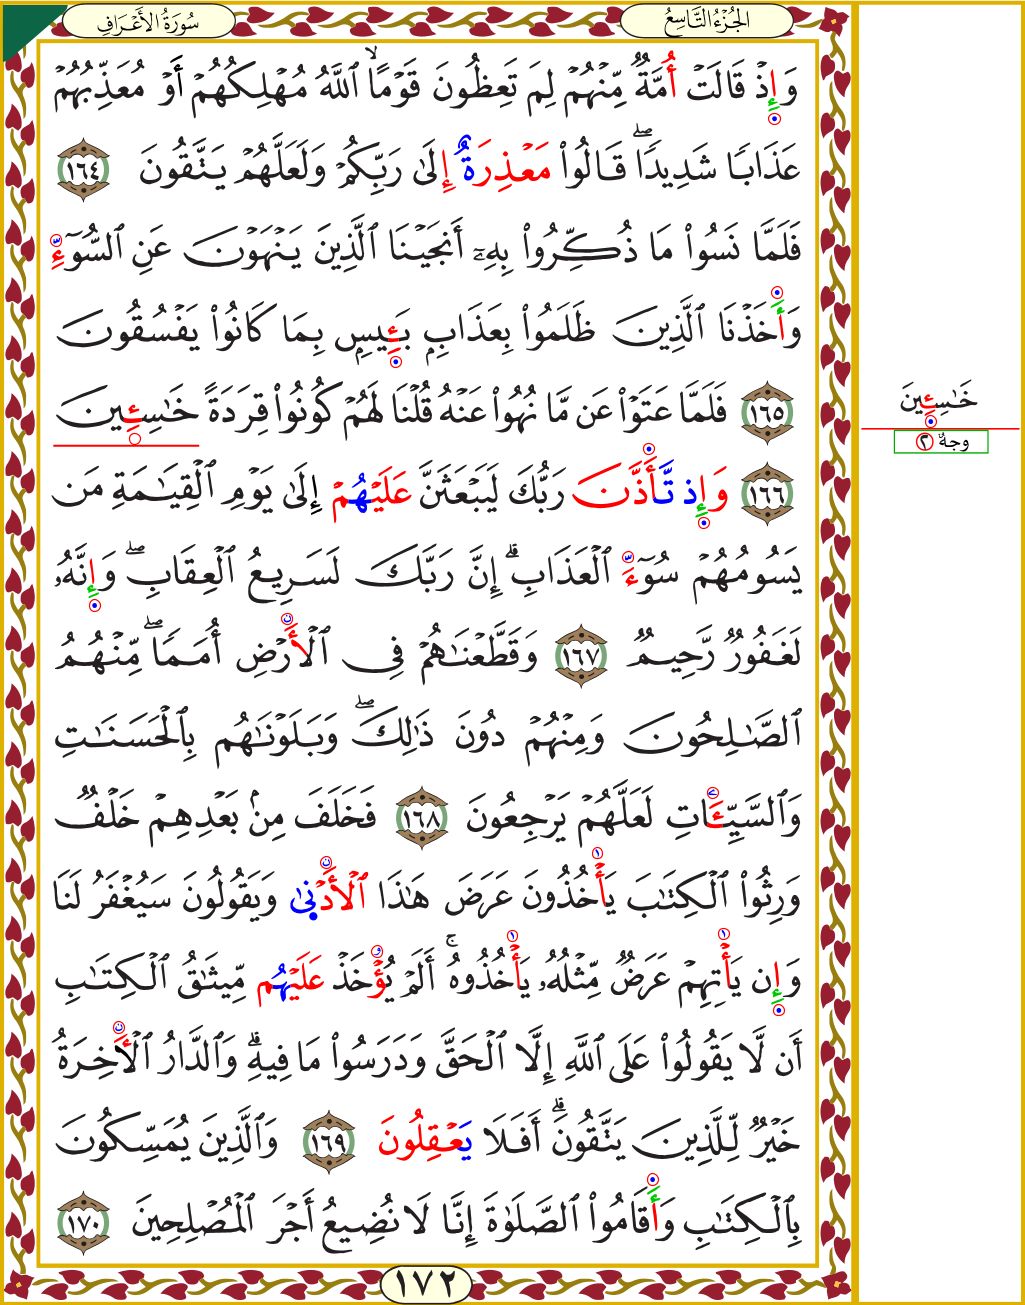 الجُزْءُ التَّاسِعُ
سُورَةُ الأَعْرَافِ
وَإِذْ قَالَتْ أُمَّةٌ مِّنْهُمْ لِمَ تَعِظُونَ قَوْمًا ۙ ٱللَّهُ مُهْلِكُهُمْ أَوْ مُعَذِّبُهُمْ
عَذَابًا شَدِيدًا ۖ قَالُوا۟ مَعْذِرَةٌ إِلَىٰ رَبِّكُمْ وَلَعَلَّهُمْ يَتَّقُونَ ١٦٤
فَلَمَّا نَسُوا۟ مَا ذُكِّرُوا۟ بِهِۦٓ أَنجَيْنَا ٱلَّذِينَ يَنْهَوْنَ عَنِ ٱلسُّوٓءِ
وَأَخَذْنَا ٱلَّذِينَ ظَلَمُوا۟ بِعَذَابٍ بَـِٔيسٍ بِمَا كَانُوا۟ يَفْسُقُونَ
١٦٥ فَلَمَّا عَتَوْا۟ عَن مَّا نُهُوا۟ عَنْهُ قُلْنَا لَهُمْ كُونُوا۟ قِرَدَةً خَـٰسِـِٔينَ
١٦٦ وَإِذ تَّأَذَّنَ رَبُّكَ لَيَبْعَثَنَّ عَلَيْهُمْ إِلَىٰ يَوْمِ ٱلْقِيَـٰمَةِ مَن
يَسُومُهُمْ سُوٓءَ ٱلْعَذَابِ ۗ إِنَّ رَبَّكَ لَسَرِيعُ ٱلْعِقَابِ ۖ وَإِنَّهُۥ
لَغَفُورٌ رَّحِيمٌ ١٦٧ وَقَطَّعْنَـٰهُمْ فِى ٱلْأَرْضِ أُمَمًا ۖ مِّنْهُمُ
ٱلصَّـٰلِحُونَ وَمِنْهُمْ دُونَ ذَٰلِكَ ۖ وَبَلَوْنَـٰهُم بِٱلْحَسَنَـٰتِ
وَٱلسَّيِّـَٔاتِ لَعَلَّهُمْ يَرْجِعُونَ ١٦٨ فَخَلَفَ مِنۢ بَعْدِهِمْ خَلْفٌ
وَرِثُوا۟ ٱلْكِتَـٰبَ يَأْخُذُونَ عَرَضَ هَـٰذَا ٱلْأَدْنَىٰ وَيَقُولُونَ سَيُغْفَرُ لَنَا
وَإِن يَأْتِهِمْ عَرَضٌ مِّثْلُهُۥ يَأْخُذُوهُ ۚ أَلَمْ يُؤْخَذْ عَلَيْهُم مِّيثَـٰقُ ٱلْكِتَـٰبِ
أَن لَّا يَقُولُوا۟ عَلَى ٱللَّهِ إِلَّا ٱلْحَقَّ وَدَرَسُوا۟ مَا فِيهِ ۗ وَٱلدَّارُ ٱلْـَٔاخِرَةُ
خَيْرٌ لِّلَّذِينَ يَتَّقُونَ ۗ أَفَلَا يَعْقِلُونَ ١٦٩ وَٱلَّذِينَ يُمَسِّكُونَ
بِٱلْكِتَـٰبِ وَأَقَامُوا۟ ٱلصَّلَوٰةَ إِنَّا لَا نُضِيعُ أَجْرَ ٱلْمُصْلِحِينَ ١٧٠
١٧٢
خَـٰسِـِٔينَ
وجهٌ ٢